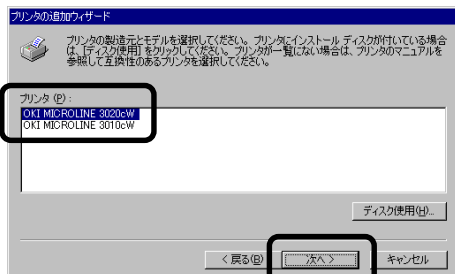 プリンタの追加ウィザード
プリンタの製造元とモデルを選択してください。プリンタにインストール ディスクが付いている場合
は、[ディスク使用] をクリックしてください。プリンタが一覧にない場合は、プリンタのマニュアルを
参照して互換性のあるプリンタを選択してください。
プリンタ (P) :
OKI MICROLINE 3020cW
OKI MICROLINE 3010cW
ディスク使用(H)...
< 戻る(B)
次へ >
キャンセル